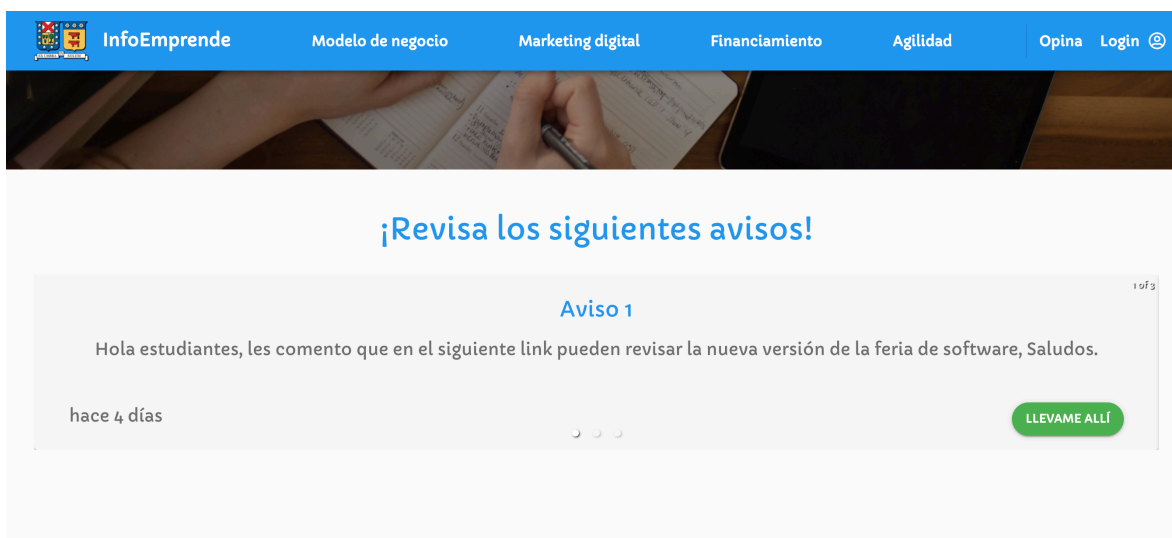 InfoEmprende Modelo de negocio Marketing digital Financiamiento Agilidad Opina Login
¡Revisa los siguientes avisos!
1 of 3
Aviso 1
Hola estudiantes, les comento que en el siguiente link pueden revisar la nueva versión de la feria de software, Saludos.
hace 4 días
LLEVAME ALLÍ